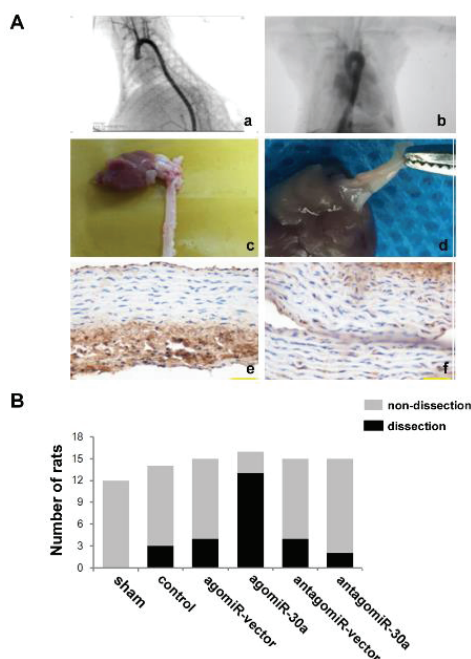 A
a
b
c
d
e
f
B
non-dissection
dissection
Number of rats
18
15
12
9
6
3
0
sham
control
agomiR-vector
agomiR-30a
antagomiR-vector
antagomiR-30a